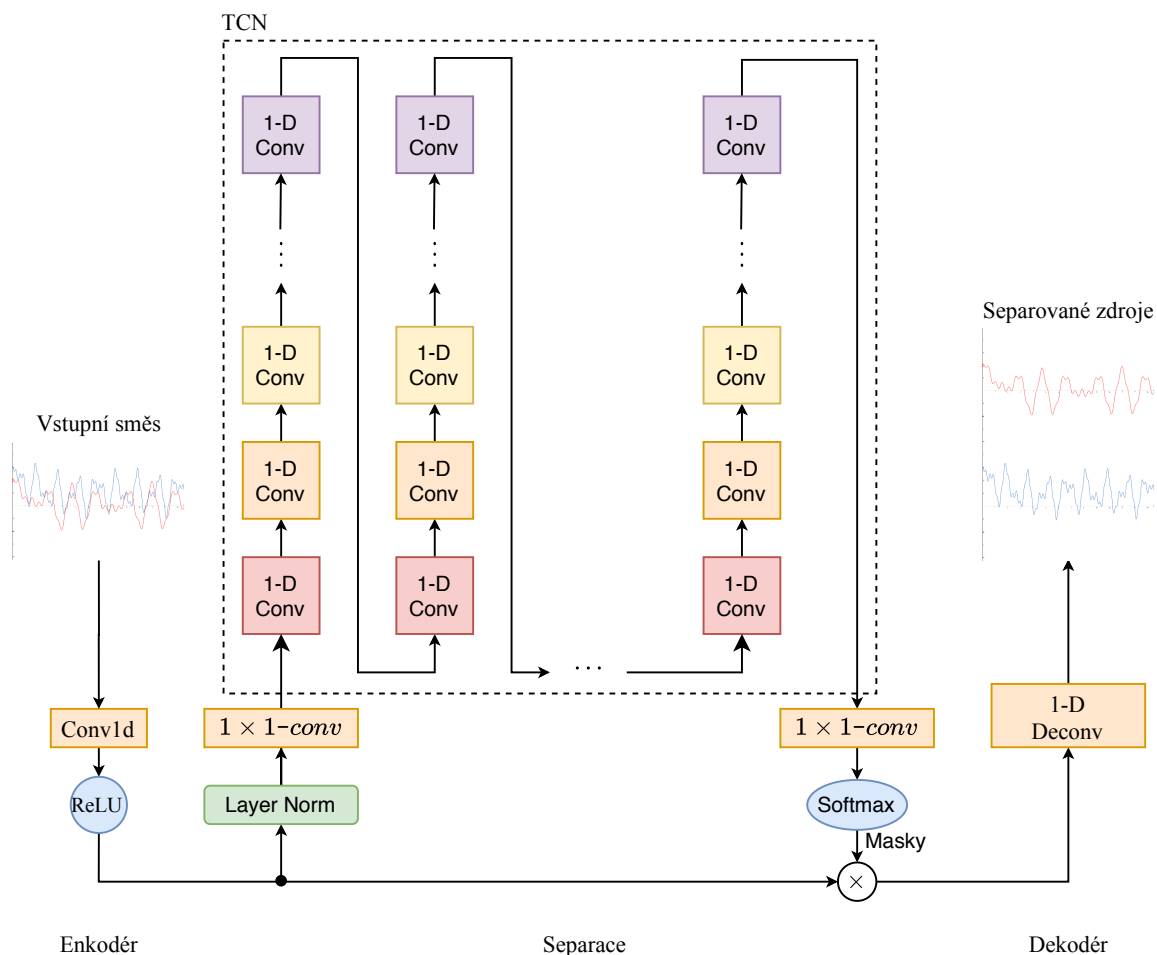 TCN
1-D
Conv
1-D
Conv
1-D
Conv
⋮
⋮
⋮
1-D
Conv
1-D
Conv
1-D
Conv
Separované zdroje
Vstupní směs
1-D
Conv
1-D
Conv
1-D
Conv
1-D
Conv
1-D
Conv
1-D
Conv
...
Conv1d
1 × 1-conv
1 × 1-conv
1-D
Deconv
ReLU
Layer Norm
Softmax
Masky
×
Enkodér
Separace
Dekodér